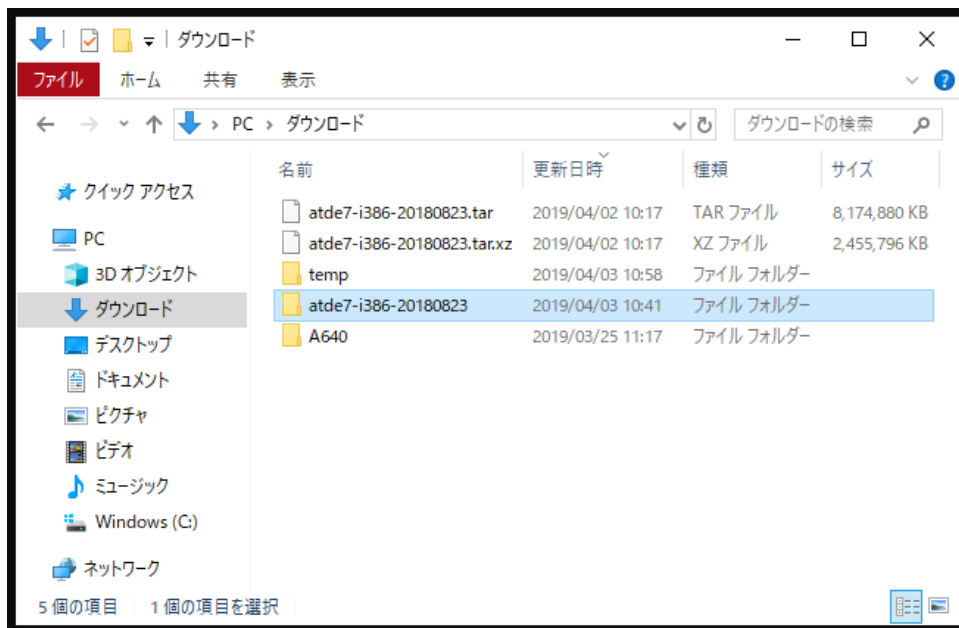 ダウンロード
ファイル ホーム 共有 表示
PC › ダウンロード ダウンロードの検索
名前 更新日時 種類 サイズ
クイック アクセス
PC
3D オブジェクト
ダウンロード
デスクトップ
ドキュメント
ピクチャ
ビデオ
ミュージック
Windows (C:)
ネットワーク
atde7-i386-20180823.tar 2019/04/02 10:17 TAR ファイル 8,174,880 KB
atde7-i386-20180823.tar.xz 2019/04/02 10:17 XZ ファイル 2,455,796 KB
temp 2019/04/03 10:58 ファイル フォルダー
atde7-i386-20180823 2019/04/03 10:41 ファイル フォルダー
A640 2019/03/25 11:17 ファイル フォルダー
5 個の項目 1 個の項目を選択